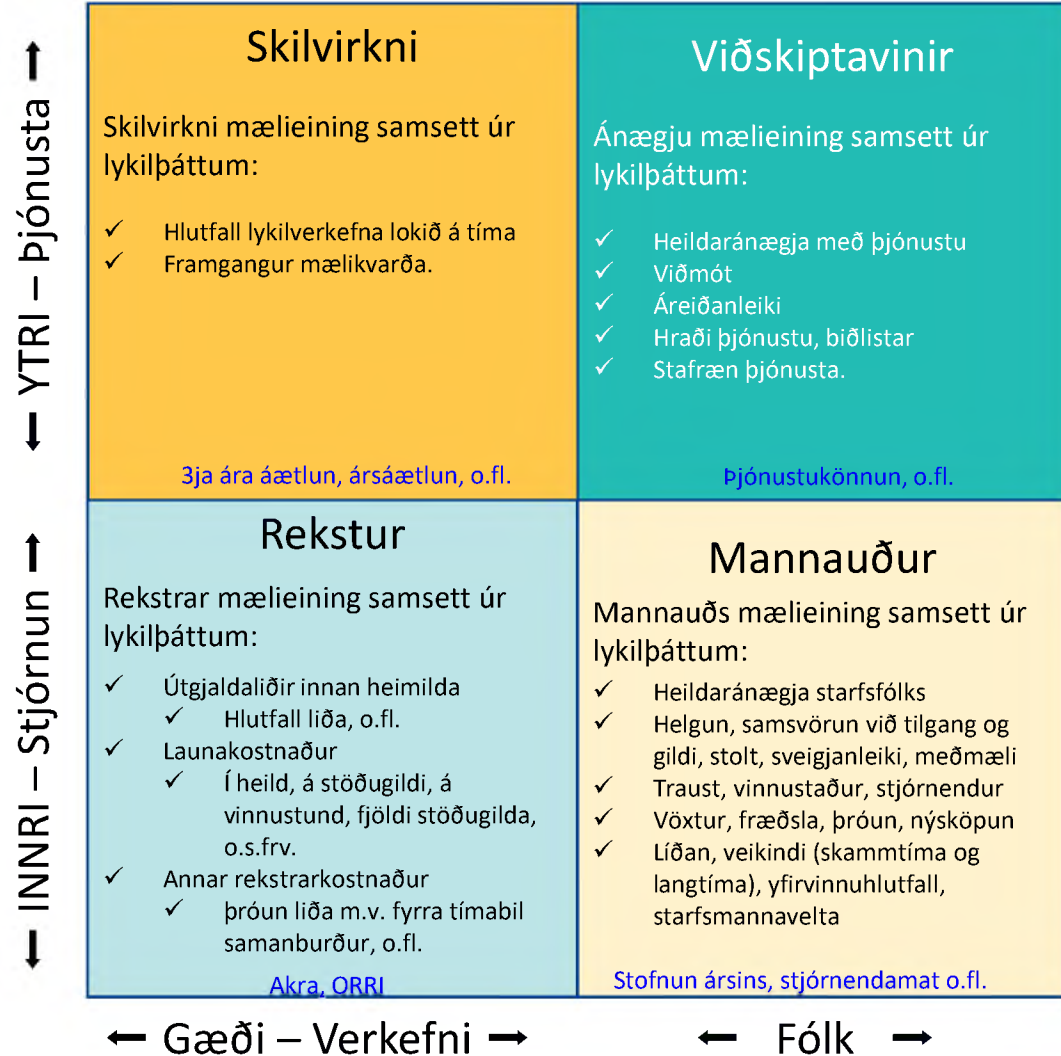 Skilvirkni
Skilvirkni mælieining samsett úr
lykilþáttum:
✓ Hlutfall lykilverkefna lokið á tíma
✓ Framgangur mælikvarða.
3ja ára áætlun, ársáætlun, o.fl.
Viðskiptavinir
Ánægju mælieining samsett úr
lykilþáttum:
✓ Heildaránægja með þjónustu
✓ Viðmót
✓ Áreiðanleiki
✓ Hraði þjónustu, biðlistar
✓ Stafræn þjónusta.
Þjónustukönnun, o.fl.
Rekstur
Rekstrar mælieining samsett úr
lykilþáttum:
✓ Útgjaldaliðir innan heimilda
✓ Hlutfall liða, o.fl.
✓ Launakostnaður
✓ Í heild, á stöðugildi, á
vinnustund, fjöldi stöðugilda,
o.s.frv.
✓ Annar rekstrarkostnaður
✓ þróun liða m.v. fyrra tímabil
samanburður, o.fl.
Akra, ORRI
Mannauður
Mannauðs mælieining samsett úr
lykilþáttum:
✓ Heildaránægja starfsfólks
✓ Helgun, samsvörun við tilgang og
gildi, stolt, sveigjanleiki, meðmæli
✓ Traust, vinnustaður, stjórnendur
✓ Vöxtur, fræðsla, þróun, nýsköpun
✓ Líðan, veikindi (skammtíma og
langtíma), yfirvinnuhlutfall,
starfsmannavelta
Stofnun ársins, stjórnendamat o.fl.
← YTRI – Þjónusta →
← INNRI – Stjórnun →
← Gæði – Verkefni →
← Fólk →